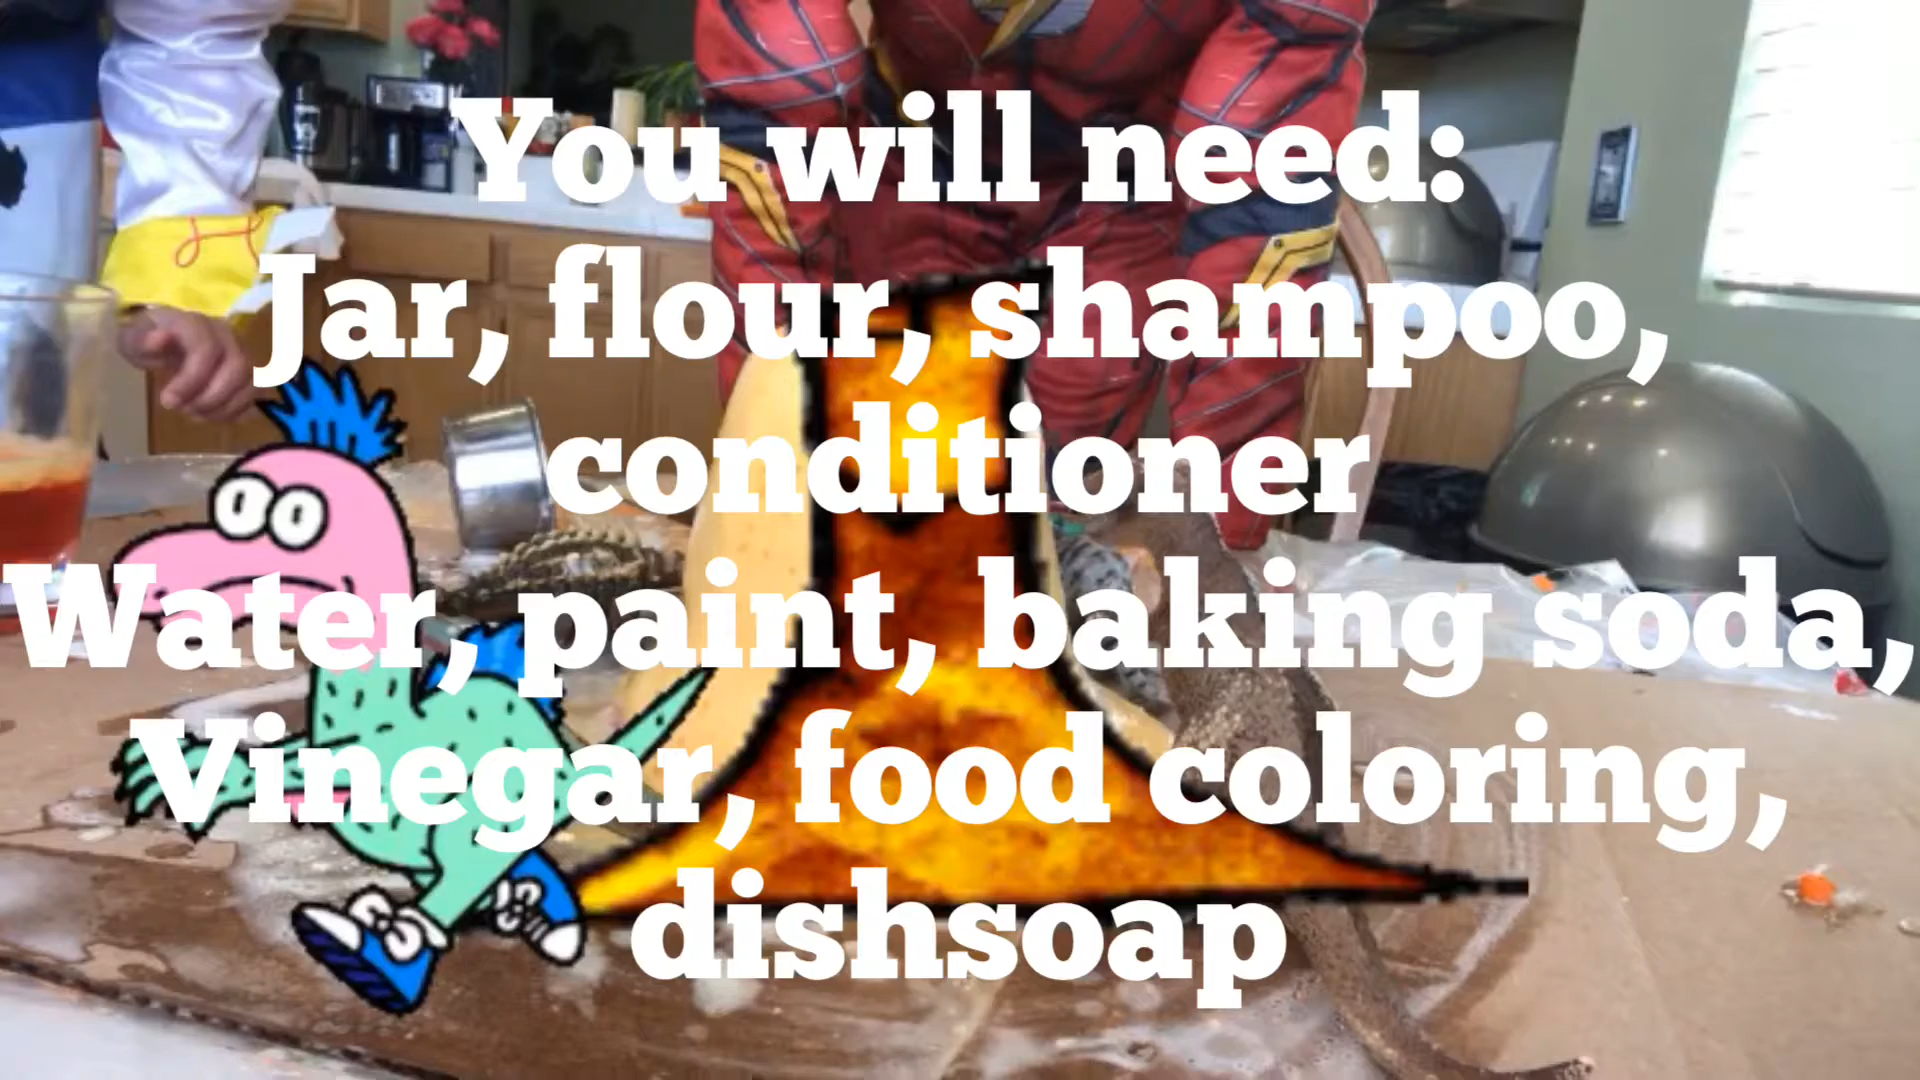 You will need:
Jar, flour, shampoo,
conditioner
Water, paint, baking soda,
Vinegar, food coloring,
dishsoap